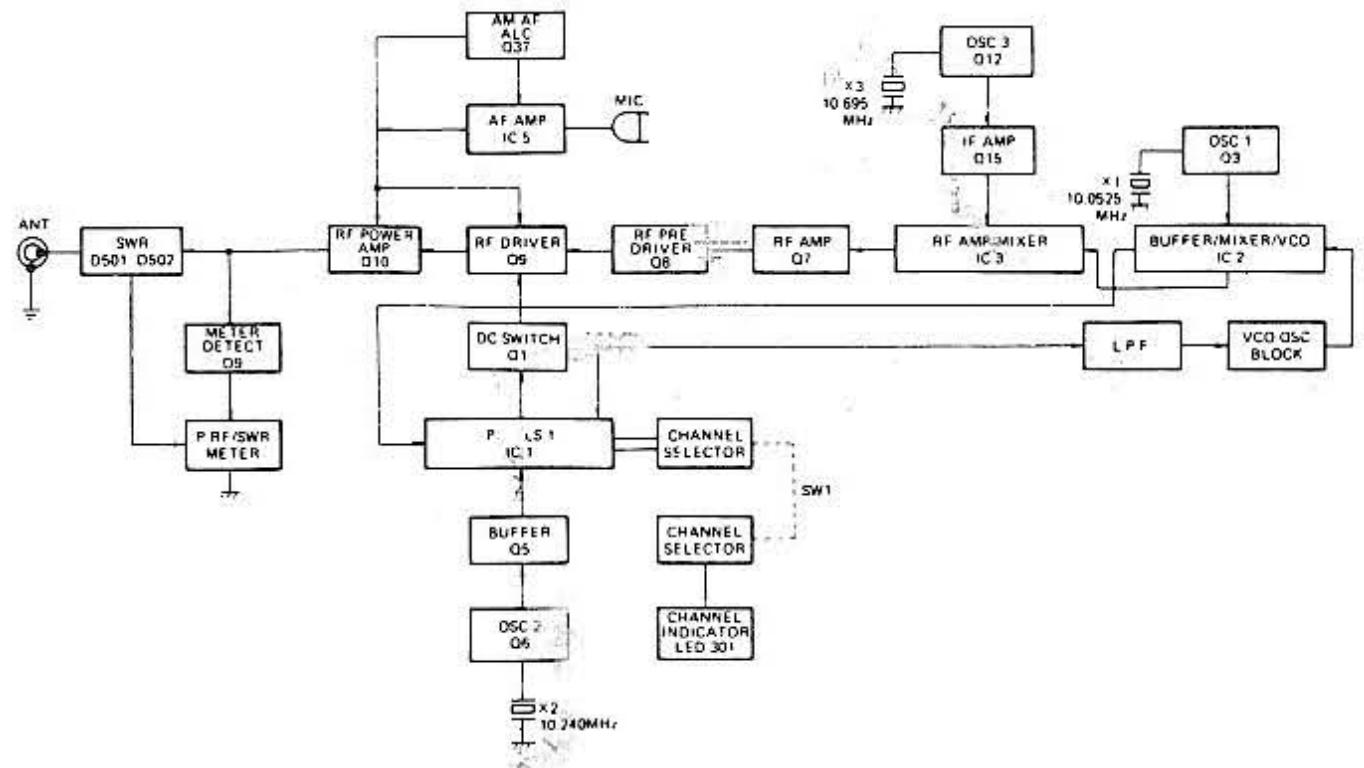 AM AF
ALC
Q37
AF AMP
IC 5
MIC
OSC 3
Q12
X3
10.695
MHz
IF AMP
Q15
OSC 1
Q3
X1
10.0525
MHz
ANT
SWR
D501 D502
RF POWER
AMP
Q10
RF DRIVER
Q9
RF PRE
DRIVER
Q8
RF AMP
Q7
RF AMP/MIXER
IC 3
BUFFER/MIXER/VCO
IC 2
METER
DETECT
D9
DC SWITCH
Q1
LPF
VCO OSC
BLOCK
P RF/SWR
METER
IC 1
CHANNEL
SELECTOR
SW1
BUFFER
Q5
CHANNEL
SELECTOR
OSC 2
Q6
CHANNEL
INDICATOR
LED 301
X2
10.240MHz